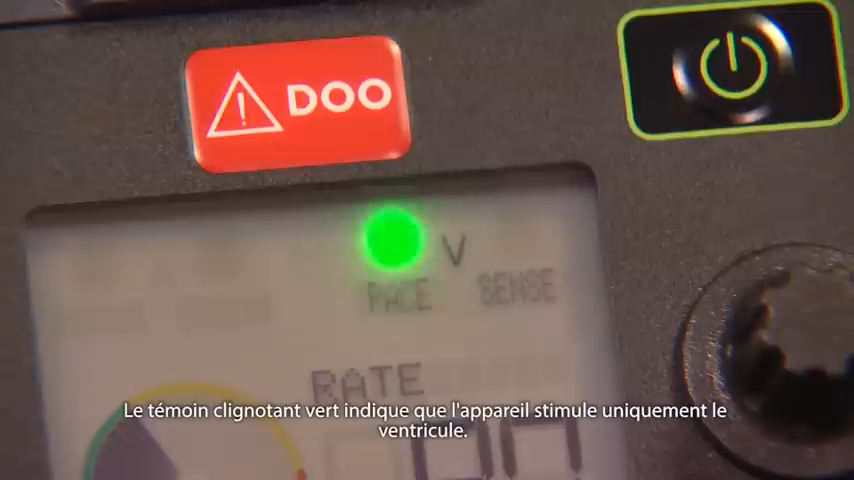 DOO
V
PACE SENSE
RATE
Le témoin clignotant vert indique que l'appareil stimule uniquement le
ventricule.